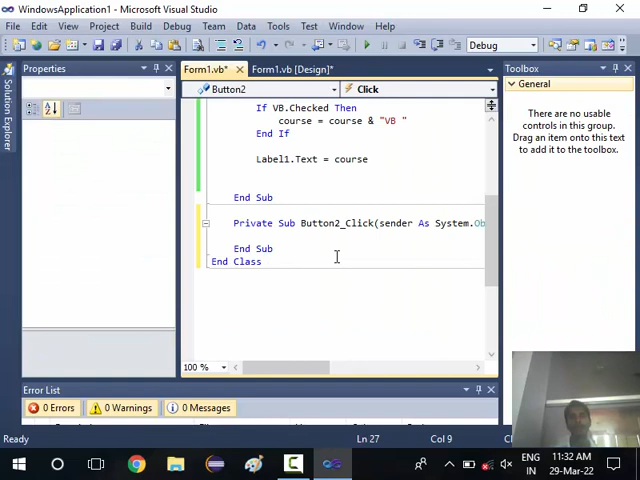 WindowsApplication1 - Microsoft Visual Studio
File Edit View Project Build Debug Team Data Tools Test Window Help
Debug
Solution Explorer
Properties
Form1.vb* Form1.vb [Design]*
Button2 Click
If VB.Checked Then
course = course & "VB "
End If
Label1.Text = course
End Sub
Private Sub Button2_Click(sender As System.Ob
End Sub
End Class
100 %
Toolbox
General
There are no usable
controls in this group.
Drag an item onto this text
to add it to the toolbox.
Error List
0 Errors 0 Warnings 0 Messages
Ready Ln 27 Col 9
11:32 AM
ENG
IN
29-Mar-22